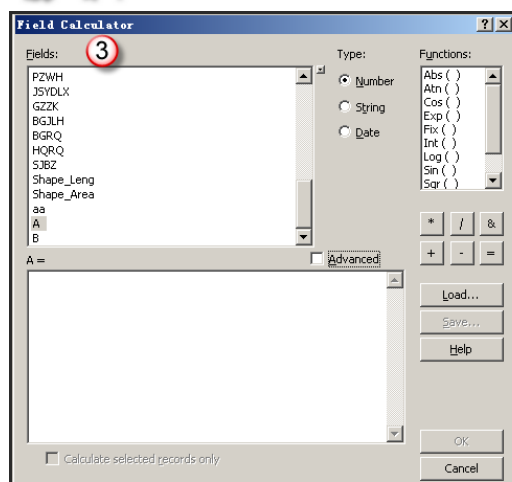 Field Calculator
Fields:
3
Type:
Functions:
PZWH
JSYDLX
GZZK
BGJLH
BGRQ
HQRQ
SJBZ
Shape_Leng
Shape_Area
aa
A
B
Number
String
Date
Abs ( )
Atn ( )
Cos ( )
Exp ( )
Fix ( )
Int ( )
Log ( )
Sin ( )
Sqr ( )
* / &
+ - =
A =
Advanced
Load...
Save...
Help
Calculate selected records only
OK
Cancel